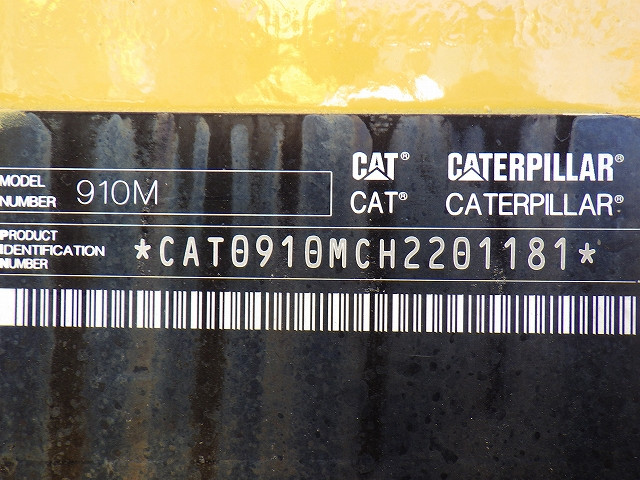 CAT® CATERPILLAR®
MODEL NUMBER 910M CAT® CATERPILLAR®
PRODUCT IDENTIFICATION NUMBER *CAT0910MCH2201181*